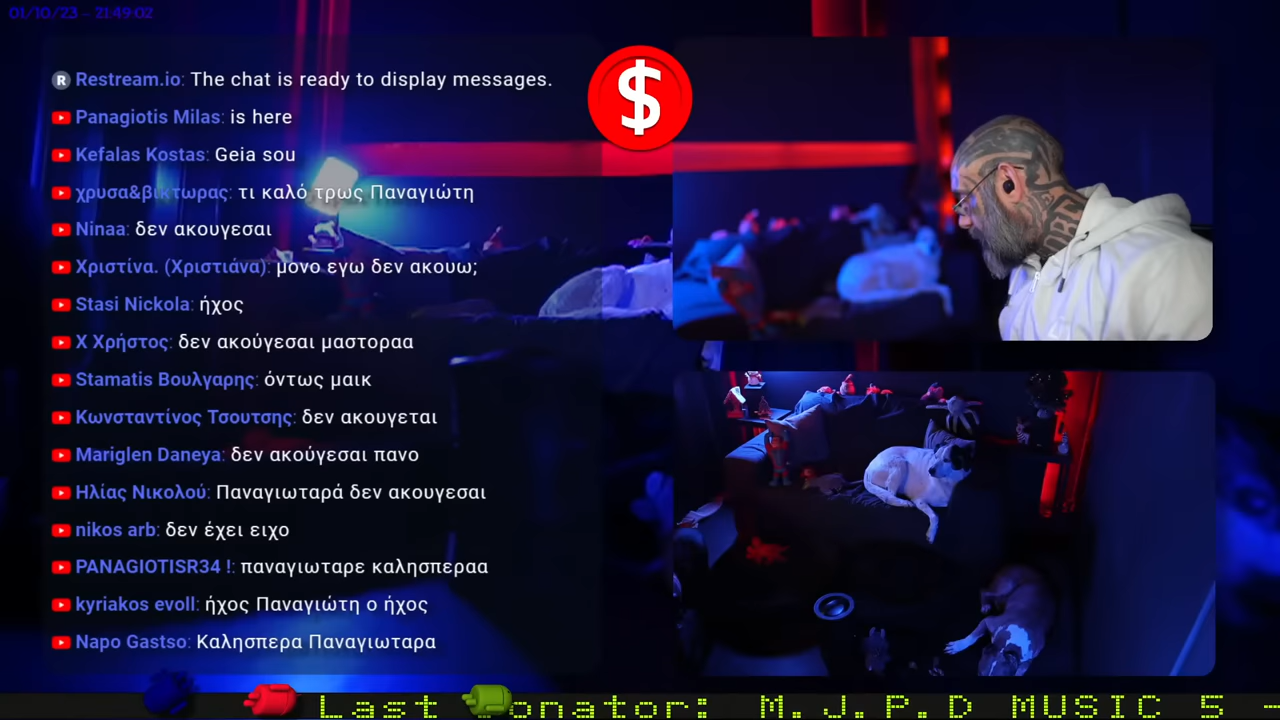 01/10/23 - 21:49:02
R Restream.io: The chat is ready to display messages.
Panagiotis Milas: is here
Kefalas Kostas: Geia sou
χρυσα&βικτωρας: τι καλό τρως Παναγιώτη
Ninaa: δεν ακουγεσαι
Χριστίνα. (Χριστιάνα): μονο εγω δεν ακουω;
Stasi Nickola: ήχος
Χ Χρήστος: δεν ακούγεσαι μαστοραα
Stamatis Βουλγαρης: όντως μαικ
Κωνσταντίνος Τσουτσης: δεν ακουγεται
Mariglen Daneya: δεν ακούγεσαι πανο
Ηλίας Νικολού: Παναγιωταρά δεν ακουγεσαι
nikos arb: δεν έχει ειχο
PANAGIOTISR34 !: παναγιωταρε καλησπεραα
kyriakos evoll: ήχος Παναγιώτη ο ήχος
Napo Gastso: Καλησπερα Παναγιωταρα
$
Last onator: M.J.P.D MUSIC 5 -